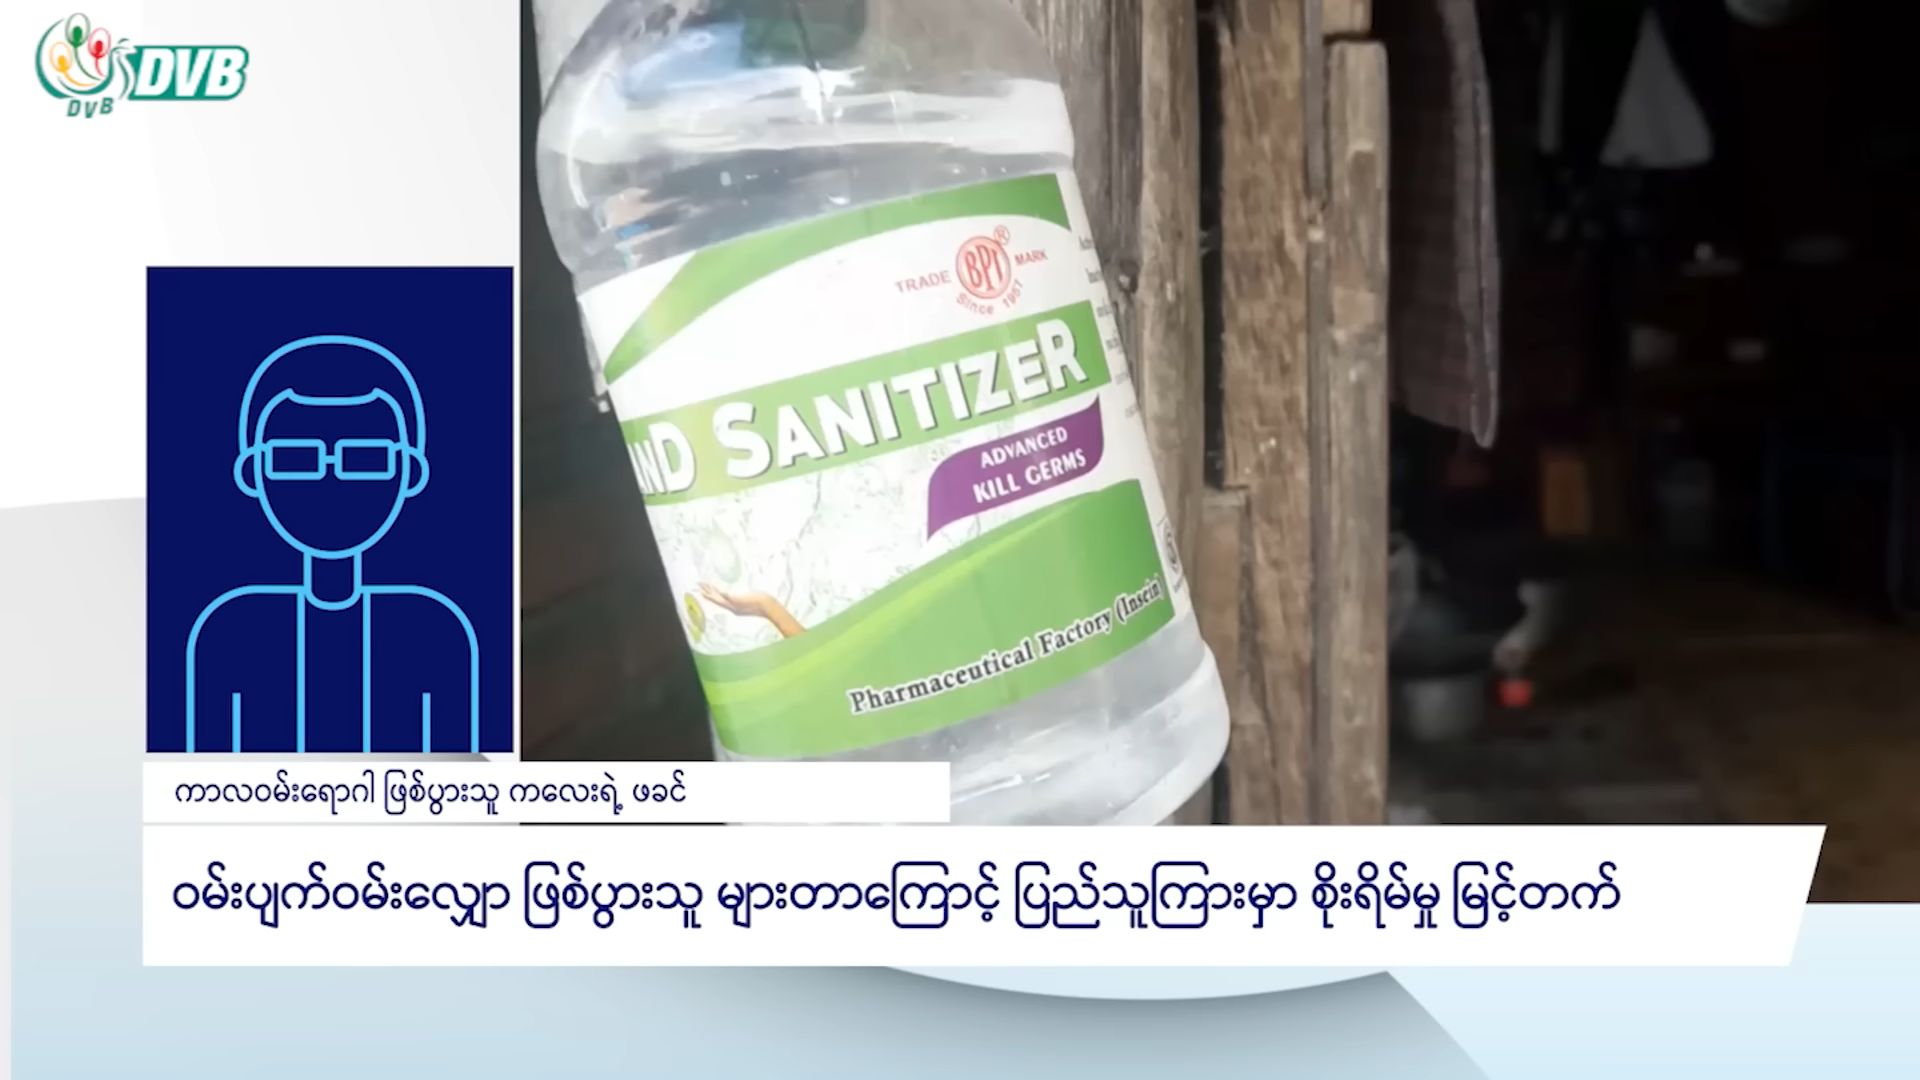 DVB
DVB
TRADE BPI® MARK
Since 1957
AND SANITIZER
ADVANCED
KILL GERMS
Pharmaceutical Factory (Insein)
ကာလဝမ်းရောဂါ ဖြစ်ပွားသူ ကလေးရဲ့ ဖခင်
ဝမ်းပျက်ဝမ်းလျှော ဖြစ်ပွားသူ များတာကြောင့် ပြည်သူကြားမှာ စိုးရိမ်မှု မြင့်တက်